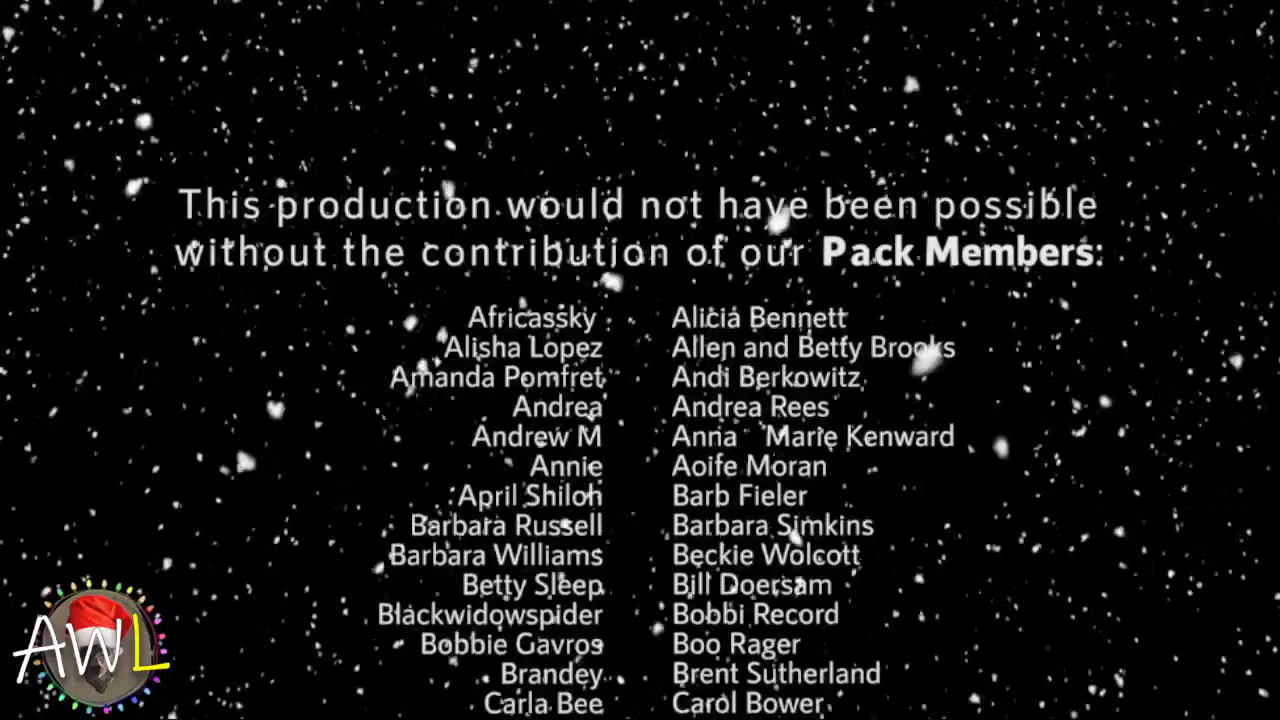 This production would not have been possible
without the contribution of our Pack Members:
Africassky Alicia Bennett
Alisha Lopez Allen and Betty Brooks
Amanda Pomfret Andi Berkowitz
Andrea Andrea Rees
Andrew M Anna Marie Kenward
Annie Aoife Moran
April Shiloh Barb Fieler
Barbara Russell Barbara Simkins
Barbara Williams Beckie Wolcott
Betty Sleep Bill Doersam
Blackwidowspider Bobbi Record
Bobbie Gavros Boo Rager
Brandey Brent Sutherland
Carla Bee Carol Bower
AWL